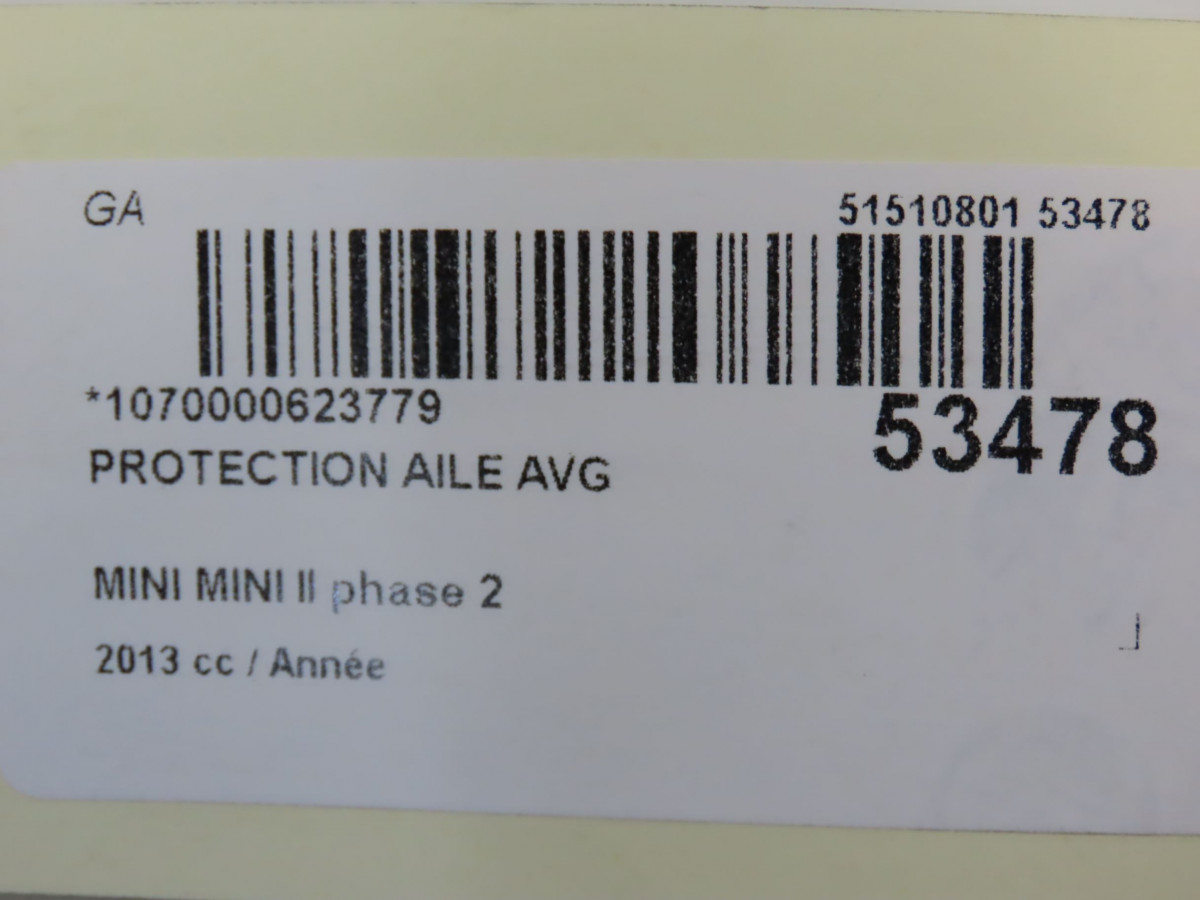 GA
51510801 53478
*1070000623779
53478
PROTECTION AILE AVG
MINI MINI II phase 2
2013 cc / Année